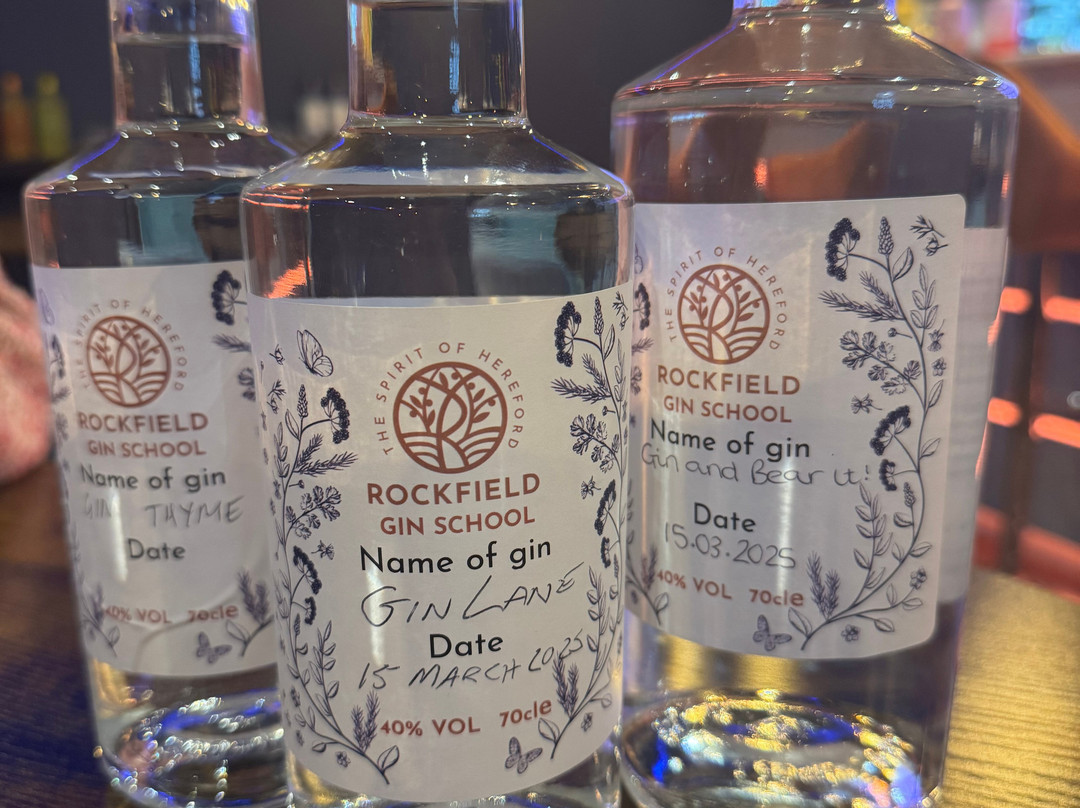 THE SPIRIT OF HEREFORD
ROCKFIELD
GIN SCHOOL
Name of gin
GIN THYME
Date
40% VOL 70cle
THE SPIRIT OF HEREFORD
ROCKFIELD
GIN SCHOOL
Name of gin
GIN LANE
Date
15 MARCH 2025
40% VOL 70cle
THE SPIRIT OF HEREFORD
ROCKFIELD
GIN SCHOOL
Name of gin
Gin and Bear it!
Date
15.03.2025
40% VOL 70cle